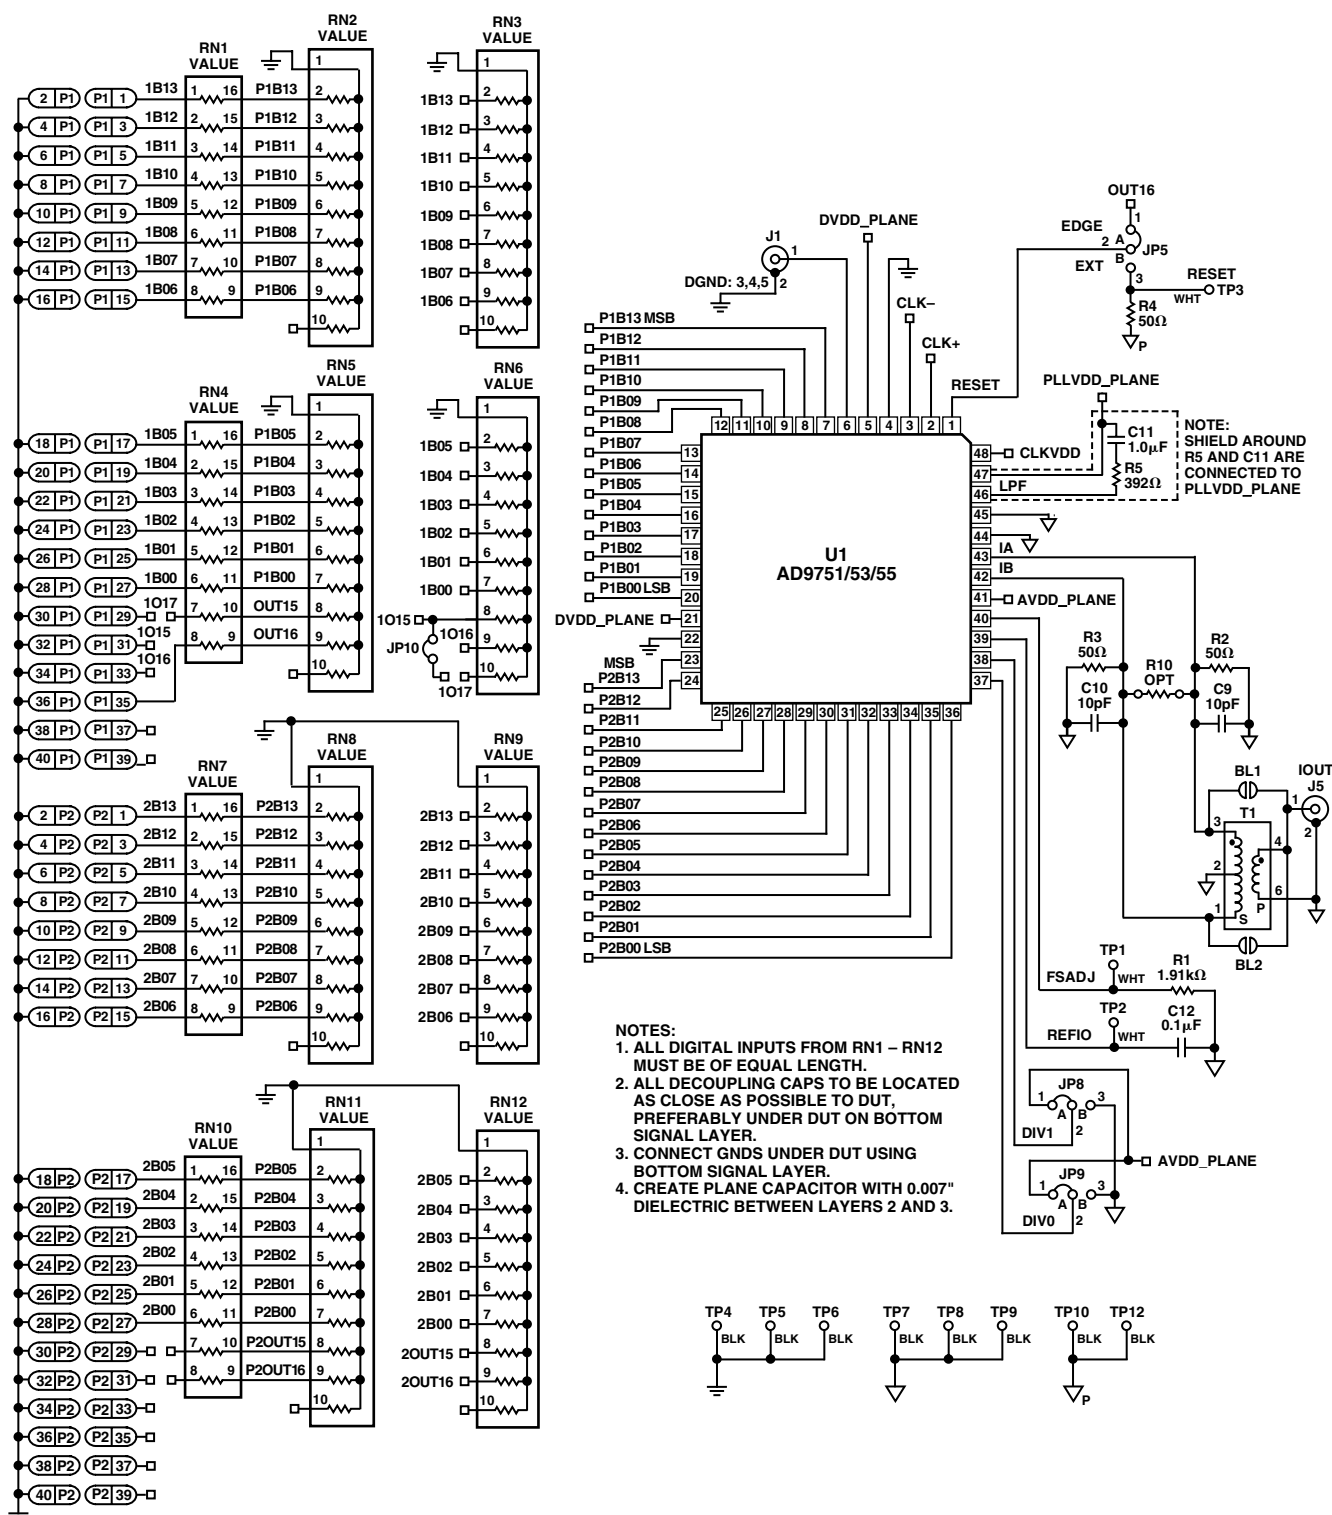 RN1
VALUE
2 P1 P1 1 1B13 1 16 P1B13
4 P1 P1 3 1B12 2 15 P1B12
6 P1 P1 5 1B11 3 14 P1B11
8 P1 P1 7 1B10 4 13 P1B10
10 P1 P1 9 1B09 5 12 P1B09
12 P1 P1 11 1B08 6 11 P1B08
14 P1 P1 13 1B07 7 10 P1B07
16 P1 P1 15 1B06 8 9 P1B06
RN2
VALUE
1
2
3
4
5
6
7
8
9
10
RN3
VALUE
1
1B13 2
1B12 3
1B11 4
1B10 5
1B09 6
1B08 7
1B07 8
1B06 9
10
RN4
VALUE
18 P1 P1 17 1B05 1 16 P1B05
20 P1 P1 19 1B04 2 15 P1B04
22 P1 P1 21 1B03 3 14 P1B03
24 P1 P1 23 1B02 4 13 P1B02
26 P1 P1 25 1B01 5 12 P1B01
28 P1 P1 27 1B00 6 11 P1B00
30 P1 P1 29 1O17 7 10 OUT15
32 P1 P1 31 1O15 8 9 OUT16
34 P1 P1 33 1O16
36 P1 P1 35
38 P1 P1 37
40 P1 P1 39
RN5
VALUE
1
2
3
4
5
6
7
8
9
10
RN6
VALUE
1
1B05 2
1B04 3
1B03 4
1B02 5
1B01 6
1B00 7
1O15 8
1O16 9
JP10
10
1O17
RN7
VALUE
2 P2 P2 1 2B13 1 16 P2B13
4 P2 P2 3 2B12 2 15 P2B12
6 P2 P2 5 2B11 3 14 P2B11
8 P2 P2 7 2B10 4 13 P2B10
10 P2 P2 9 2B09 5 12 P2B09
12 P2 P2 11 2B08 6 11 P2B08
14 P2 P2 13 2B07 7 10 P2B07
16 P2 P2 15 2B06 8 9 P2B06
RN8
VALUE
1
2
3
4
5
6
7
8
9
10
RN9
VALUE
1
2B13 2
2B12 3
2B11 4
2B10 5
2B09 6
2B08 7
2B07 8
2B06 9
10
RN10
VALUE
18 P2 P2 17 2B05 1 16 P2B05
20 P2 P2 19 2B04 2 15 P2B04
22 P2 P2 21 2B03 3 14 P2B03
24 P2 P2 23 2B02 4 13 P2B02
26 P2 P2 25 2B01 5 12 P2B01
28 P2 P2 27 2B00 6 11 P2B00
30 P2 P2 29 7 10 P2OUT15
32 P2 P2 31 8 9 P2OUT16
34 P2 P2 33
36 P2 P2 35
38 P2 P2 37
40 P2 P2 39
RN11
VALUE
1
2
3
4
5
6
7
8
9
10
RN12
VALUE
1
2B05 2
2B04 3
2B03 4
2B02 5
2B01 6
2B00 7
2OUT15 8
2OUT16 9
10
J1
1
2
DGND: 3,4,5
DVDD_PLANE
CLK–
CLK+
RESET
P1B13 MSB
P1B12
P1B11
P1B10
P1B09
P1B08
P1B07
P1B06
P1B05
P1B04
P1B03
P1B02
P1B01
P1B00 LSB
DVDD_PLANE
MSB
P2B13
P2B12
P2B11
P2B10
P2B09
P2B08
P2B07
P2B06
P2B05
P2B04
P2B03
P2B02
P2B01
P2B00 LSB
12 11 10 9 8 7 6 5 4 3 2 1
13
14
15
16
17
18
19
20
21
22
23
24
U1
AD9751/53/55
25 26 27 28 29 30 31 32 33 34 35 36
48 CLKVDD
47
46 LPF
45
44
43 IA
42 IB
41 AVDD_PLANE
40
39
38
37
OUT16
1
EDGE
2 A
B
JP5
EXT
3
RESET
WHT TP3
R4
50Ω
P
PLLVDD_PLANE
C11
1.0μF
R5
392Ω
NOTE:
SHIELD AROUND
R5 AND C11 ARE
CONNECTED TO
PLLVDD_PLANE
R3
50Ω
R10
OPT
R2
50Ω
C10
10pF
C9
10pF
BL1
IOUT
J5
1
2
T1
3
4
2
6
1
S
P
BL2
TP1
WHT
FSADJ
R1
1.91kΩ
TP2
WHT
REFIO
C12
0.1μF
JP8
1 A B 3
2
DIV1
AVDD_PLANE
JP9
1 A B 3
2
DIV0
NOTES:
1. ALL DIGITAL INPUTS FROM RN1 – RN12
MUST BE OF EQUAL LENGTH.
2. ALL DECOUPLING CAPS TO BE LOCATED
AS CLOSE AS POSSIBLE TO DUT,
PREFERABLY UNDER DUT ON BOTTOM
SIGNAL LAYER.
3. CONNECT GNDS UNDER DUT USING
BOTTOM SIGNAL LAYER.
4. CREATE PLANE CAPACITOR WITH 0.007"
DIELECTRIC BETWEEN LAYERS 2 AND 3.
TP4 TP5 TP6 TP7 TP8 TP9 TP10 TP12
BLK BLK BLK BLK BLK BLK BLK BLK
P